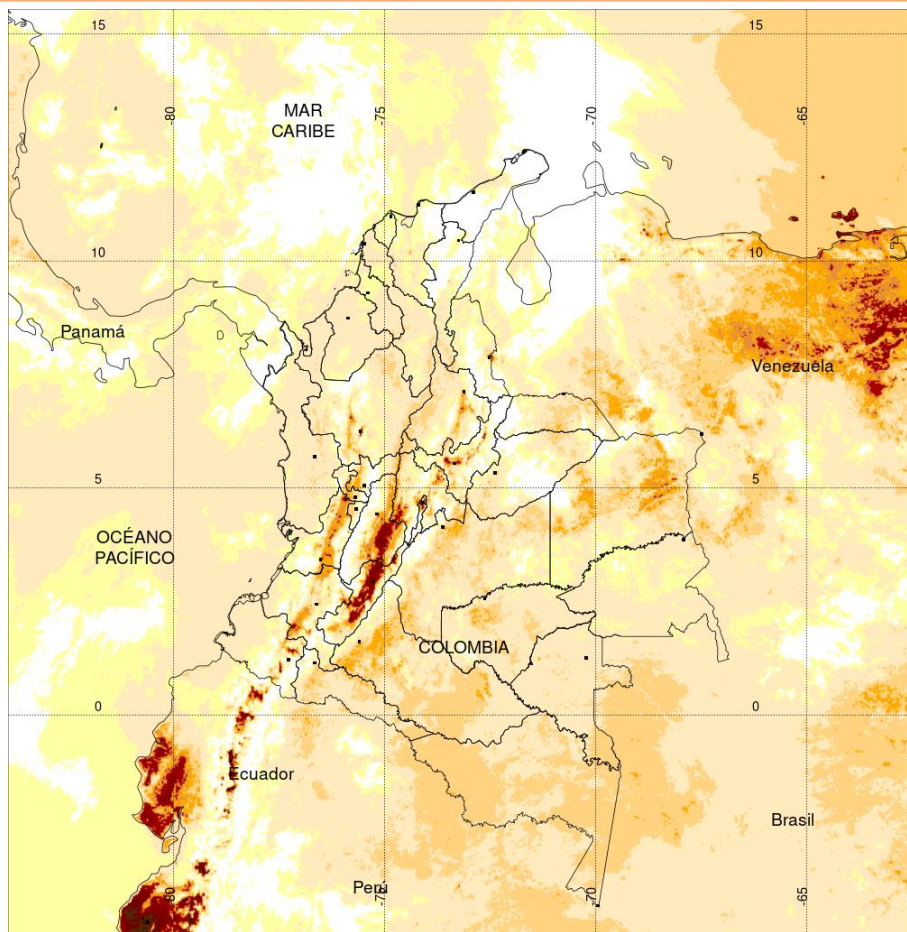 15
15
-80
-75
-70
-65
MAR
CARIBE
10
10
Panamá
Venezuela
5
5
OCÉANO
PACÍFICO
COLOMBIA
0
0
Ecuador
Brasil
Perú
-80
-75
-70
-65